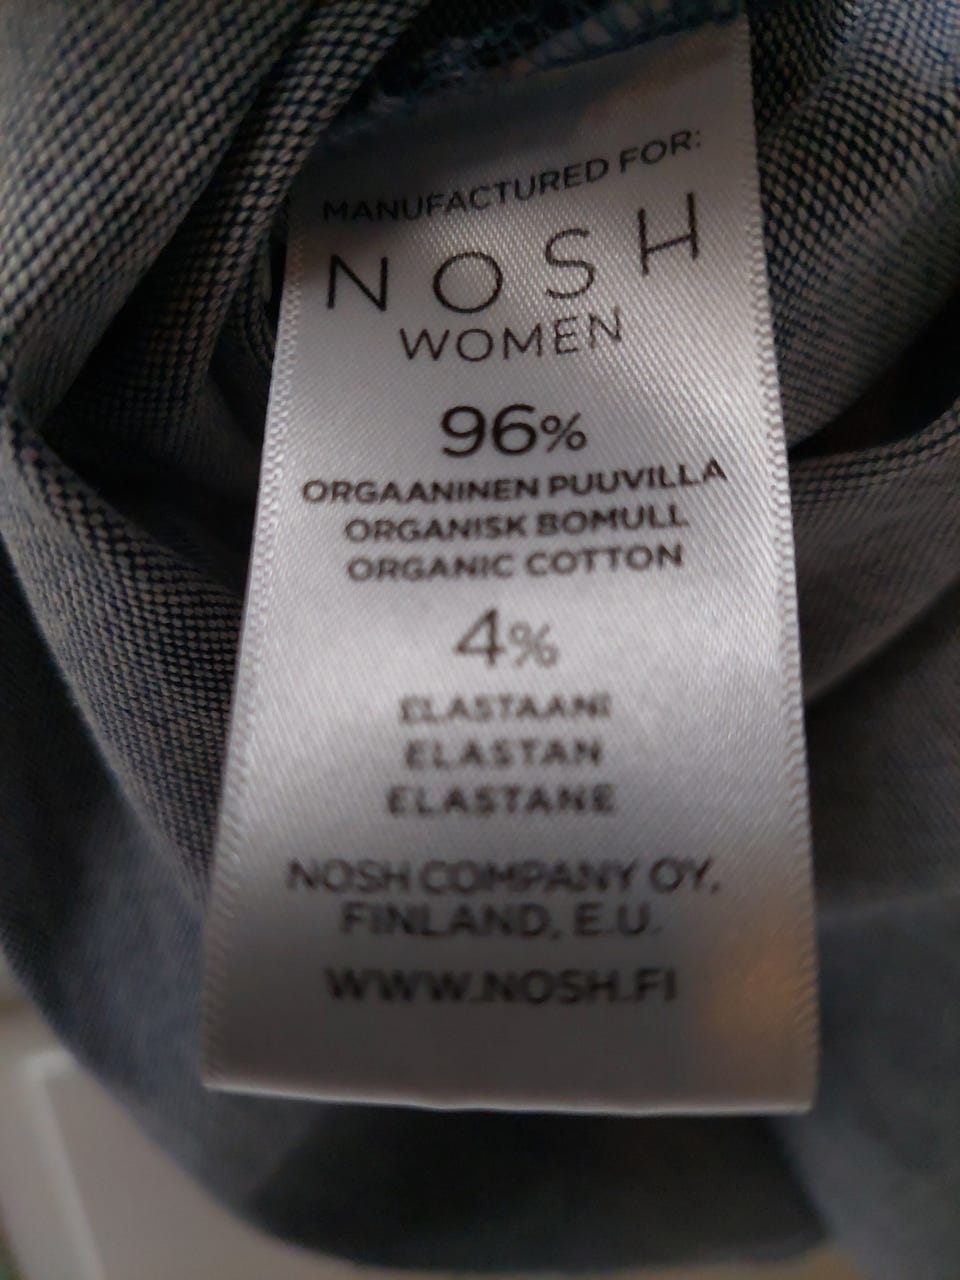 MANUFACTURED FOR:
NOSH
WOMEN
96%
ORGAANINEN PUUVILLA
ORGANISK BOMULL
ORGANIC COTTON
4%
ELASTAANI
ELASTAN
ELASTANE
NOSH COMPANY OY,
FINLAND, E.U.
WWW.NOSH.FI